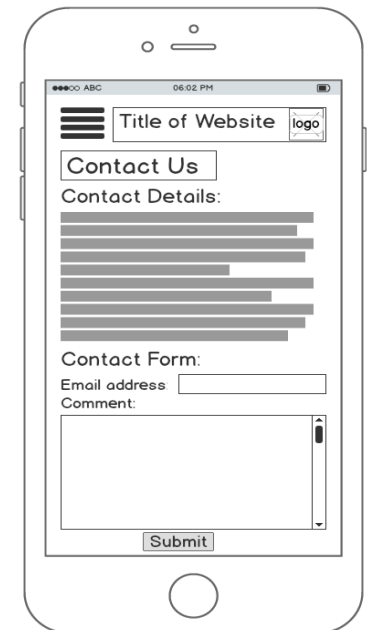 ABC 06:02 PM
Title of Website logo
Contact Us
Contact Details:
Contact Form:
Email address
Comment:
Submit